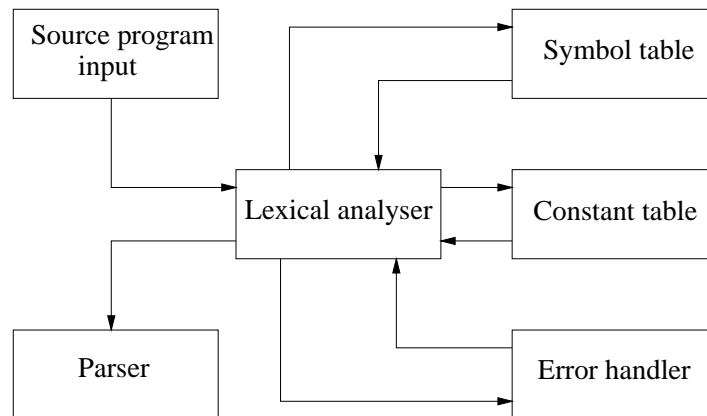 Source program
input
Symbol table
Lexical analyser
Constant table
Parser
Error handler